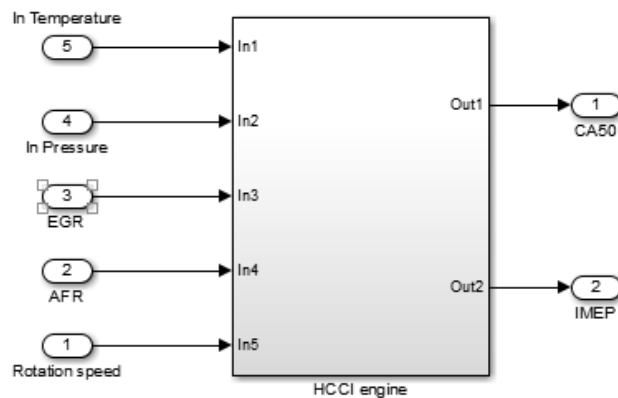 In Temperature
5
In1
4
In2
In Pressure
Out1
1
CA50
3
In3
EGR
2
In4
AFR
Out2
2
IMEP
1
In5
Rotation speed
HCCI engine